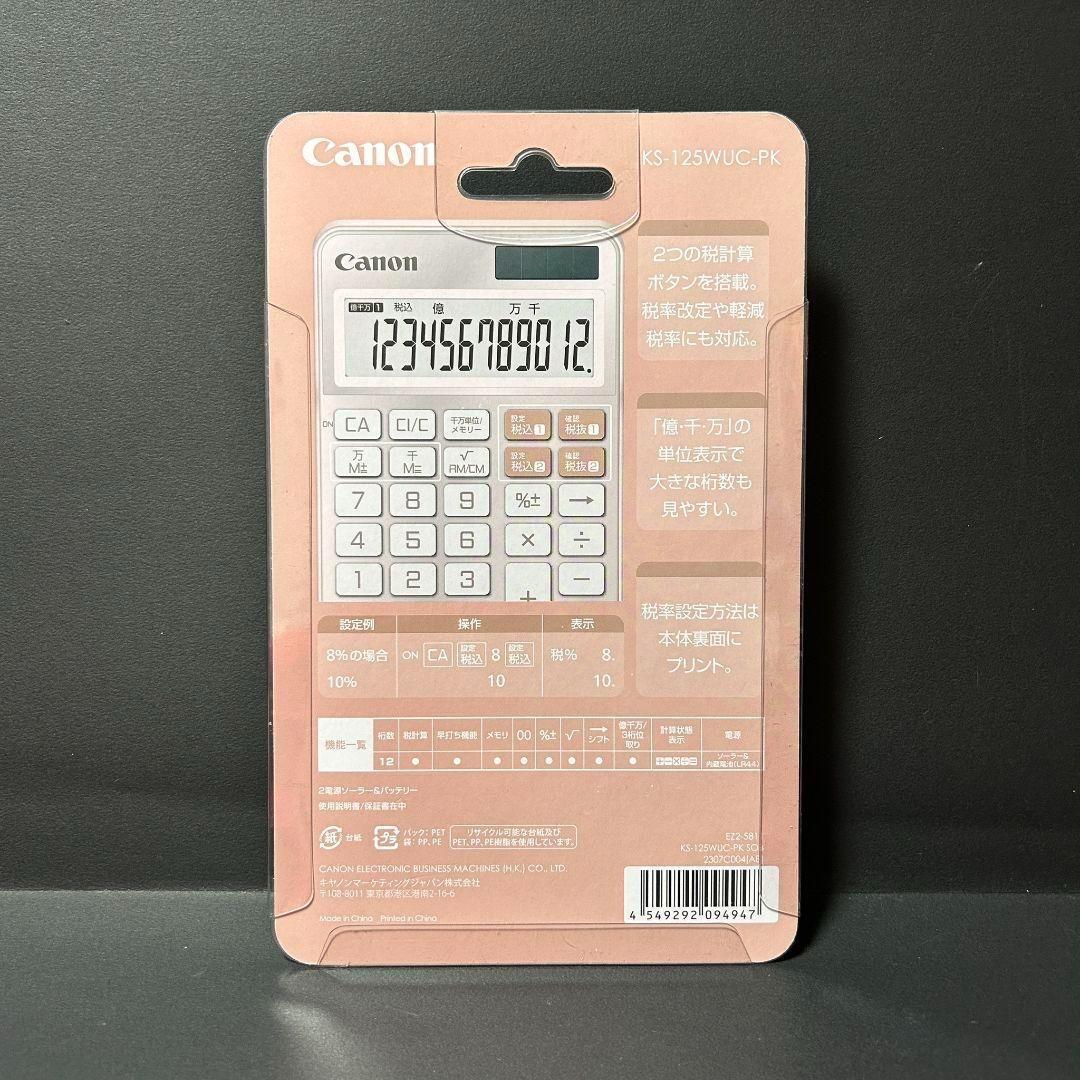 Canon
KS-125WUC-PK
Canon
億千万 1 税込 億 万 千
123456789012.
ON CA CI/C 千万単位/メモリー 設定 税込1 確認 税抜1
万 M± 千 M= √ RM/CM 設定 税込2 確認 税抜2
7 8 9 %± →
4 5 6 × ÷
1 2 3 + −
2つの税計算
ボタンを搭載。
税率改定や軽減
税率にも対応。
「億・千・万」の
単位表示で
大きな桁数も
見やすい。
税率設定方法は
本体裏面に
プリント。
設定例 操作 表示
8%の場合 ON CA 設定 税込 8 設定 税込 税% 8.
10% 10 10.
機能一覧 桁数 税計算 早打ち機能 メモリ 00 %± √ → シフト 億千万/3桁位取り 計算状態表示 電源
12 ● ● ● ● ● ● ● ● +−×÷= ソーラー&内蔵電池(LR44)
2電源ソーラー&バッテリー
使用説明書/保証書在中
紙 台紙 プラ パック:PET 袋:PP、PE
リサイクル可能な台紙及び
PET、PP、PE樹脂を使用しています。
CANON ELECTRONIC BUSINESS MACHINES (H.K.) CO., LTD.
キヤノンマーケティングジャパン株式会社
〒108-8011 東京都港区港南2-16-6
Made in China Printed in China
EZ2-581
KS-125WUC-PK
2307C004
4 549292 094947